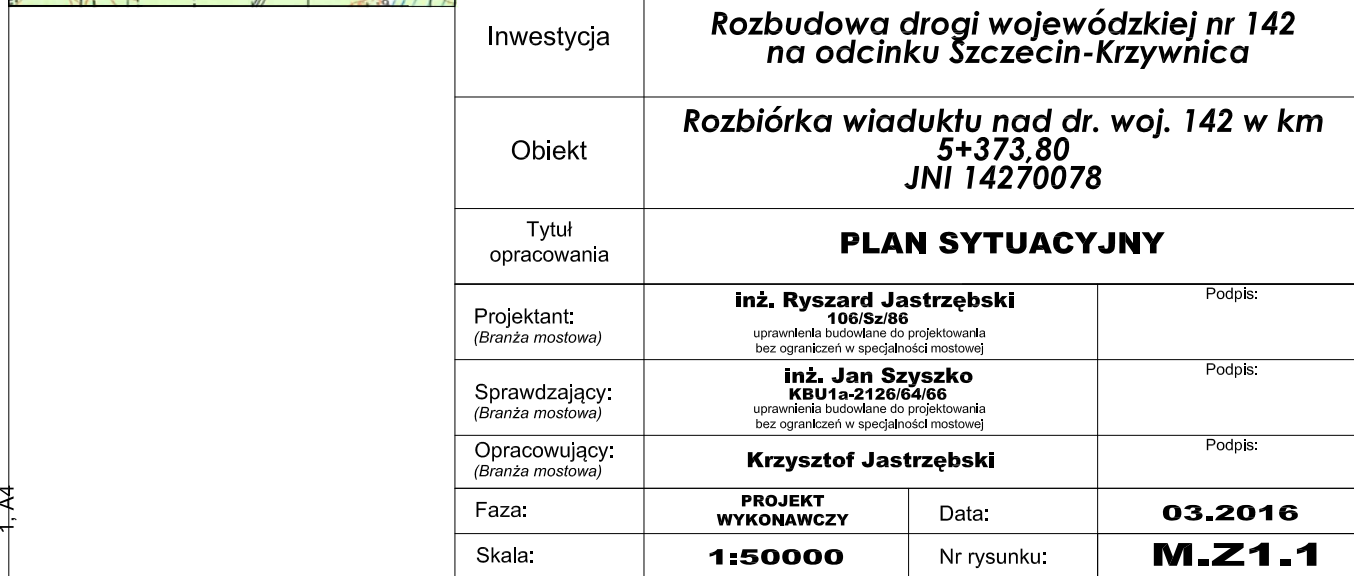 Inwestycja
Rozbudowa drogi wojewódzkiej nr 142
na odcinku Szczecin-Krzywnica
Obiekt
Rozbiórka wiaduktu nad dr. woj. 142 w km
5+373,80
JNI 14270078
Tytuł
opracowania
PLAN SYTUACYJNY
Projektant:
(Branża mostowa)
inż. Ryszard Jastrzębski
106/Sz/86
uprawnienia budowlane do projektowania
bez ograniczeń w specjalności mostowej
Podpis:
Sprawdzający:
(Branża mostowa)
inż. Jan Szyszko
KBU1a-2126/64/66
uprawnienia budowlane do projektowania
bez ograniczeń w specjalności mostowej
Podpis:
Opracowujący:
(Branża mostowa)
Krzysztof Jastrzębski
Podpis:
Faza:
PROJEKT
WYKONAWCZY
Data:
03.2016
Skala:
1:50000
Nr rysunku:
M.Z1.1
1, A4